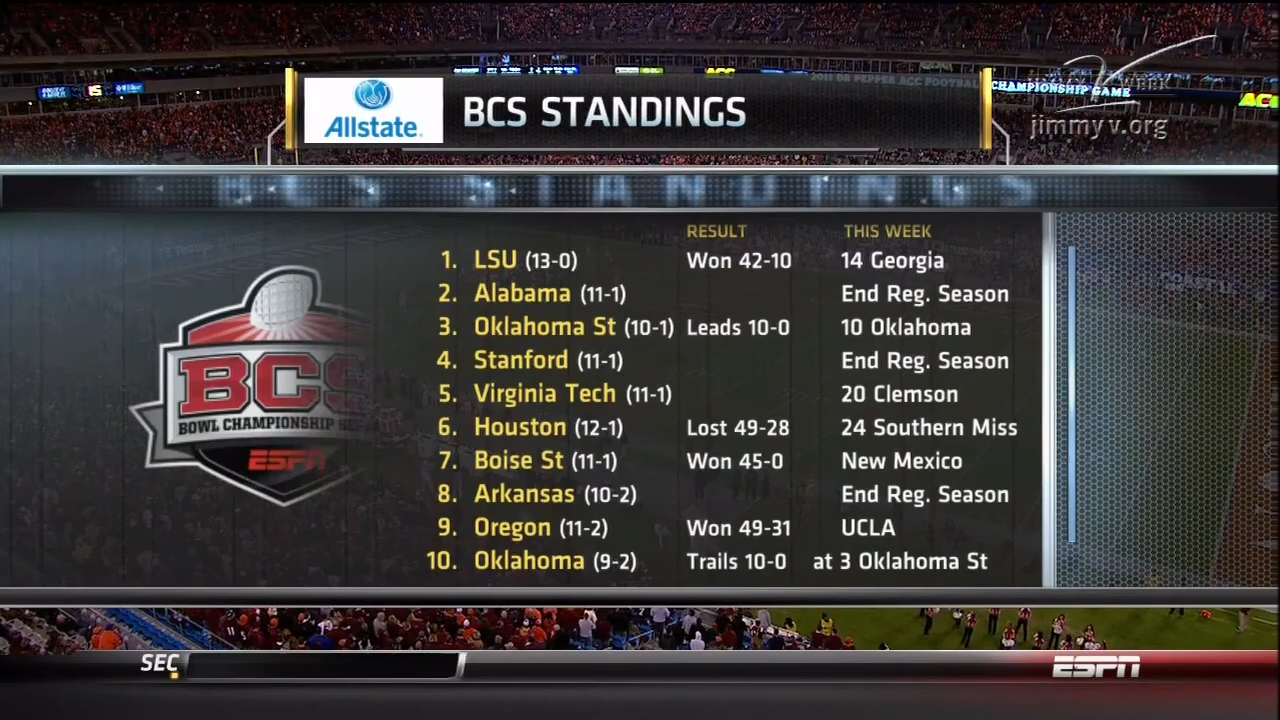 Allstate.
BCS STANDINGS
CHAMPIONSHIP GAME
jimmyv.org
BCS STANDINGS
RESULT THIS WEEK
1. LSU (13-0) Won 42-10 14 Georgia
2. Alabama (11-1) End Reg. Season
3. Oklahoma St (10-1) Leads 10-0 10 Oklahoma
4. Stanford (11-1) End Reg. Season
5. Virginia Tech (11-1) 20 Clemson
6. Houston (12-1) Lost 49-28 24 Southern Miss
7. Boise St (11-1) Won 45-0 New Mexico
8. Arkansas (10-2) End Reg. Season
9. Oregon (11-2) Won 49-31 UCLA
10. Oklahoma (9-2) Trails 10-0 at 3 Oklahoma St
BCS
BOWL CHAMPIONSHIP
ESPN
SEC
ESPN